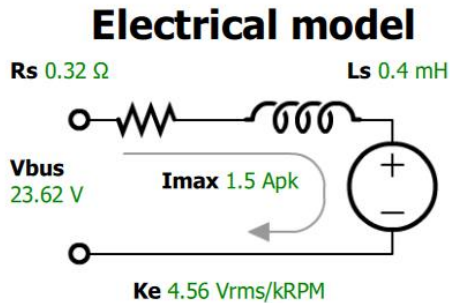 Electrical model
Rs 0.32 Ω
Ls 0.4 mH
Vbus
23.62 V
Imax 1.5 Apk
+
−
Ke 4.56 Vrms/kRPM